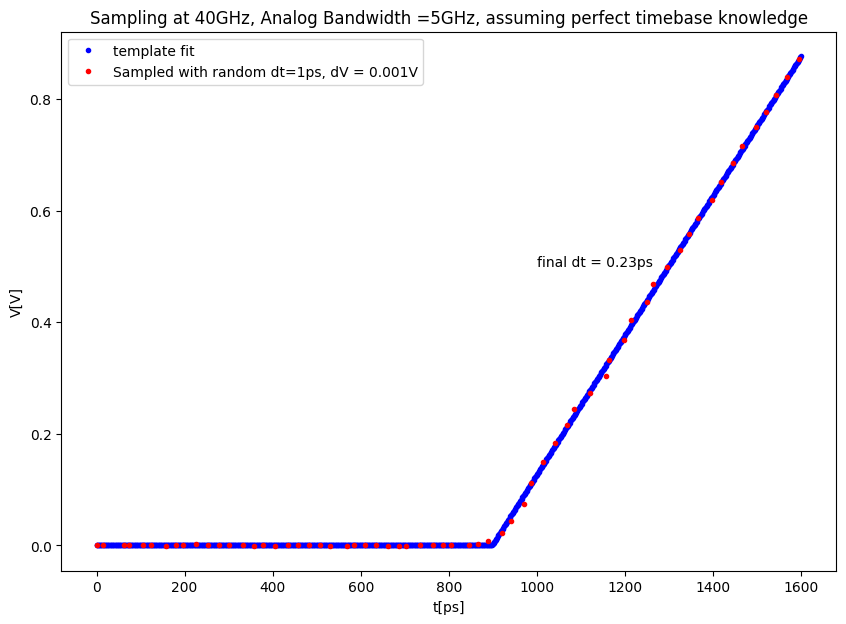 Sampling at 40GHz, Analog Bandwidth =5GHz, assuming perfect timebase knowledge
template fit
Sampled with random dt=1ps, dV = 0.001V
0.8
0.6
final dt = 0.23ps
V[V]
0.4
0.2
0.0
0 200 400 600 800 1000 1200 1400 1600
t[ps]